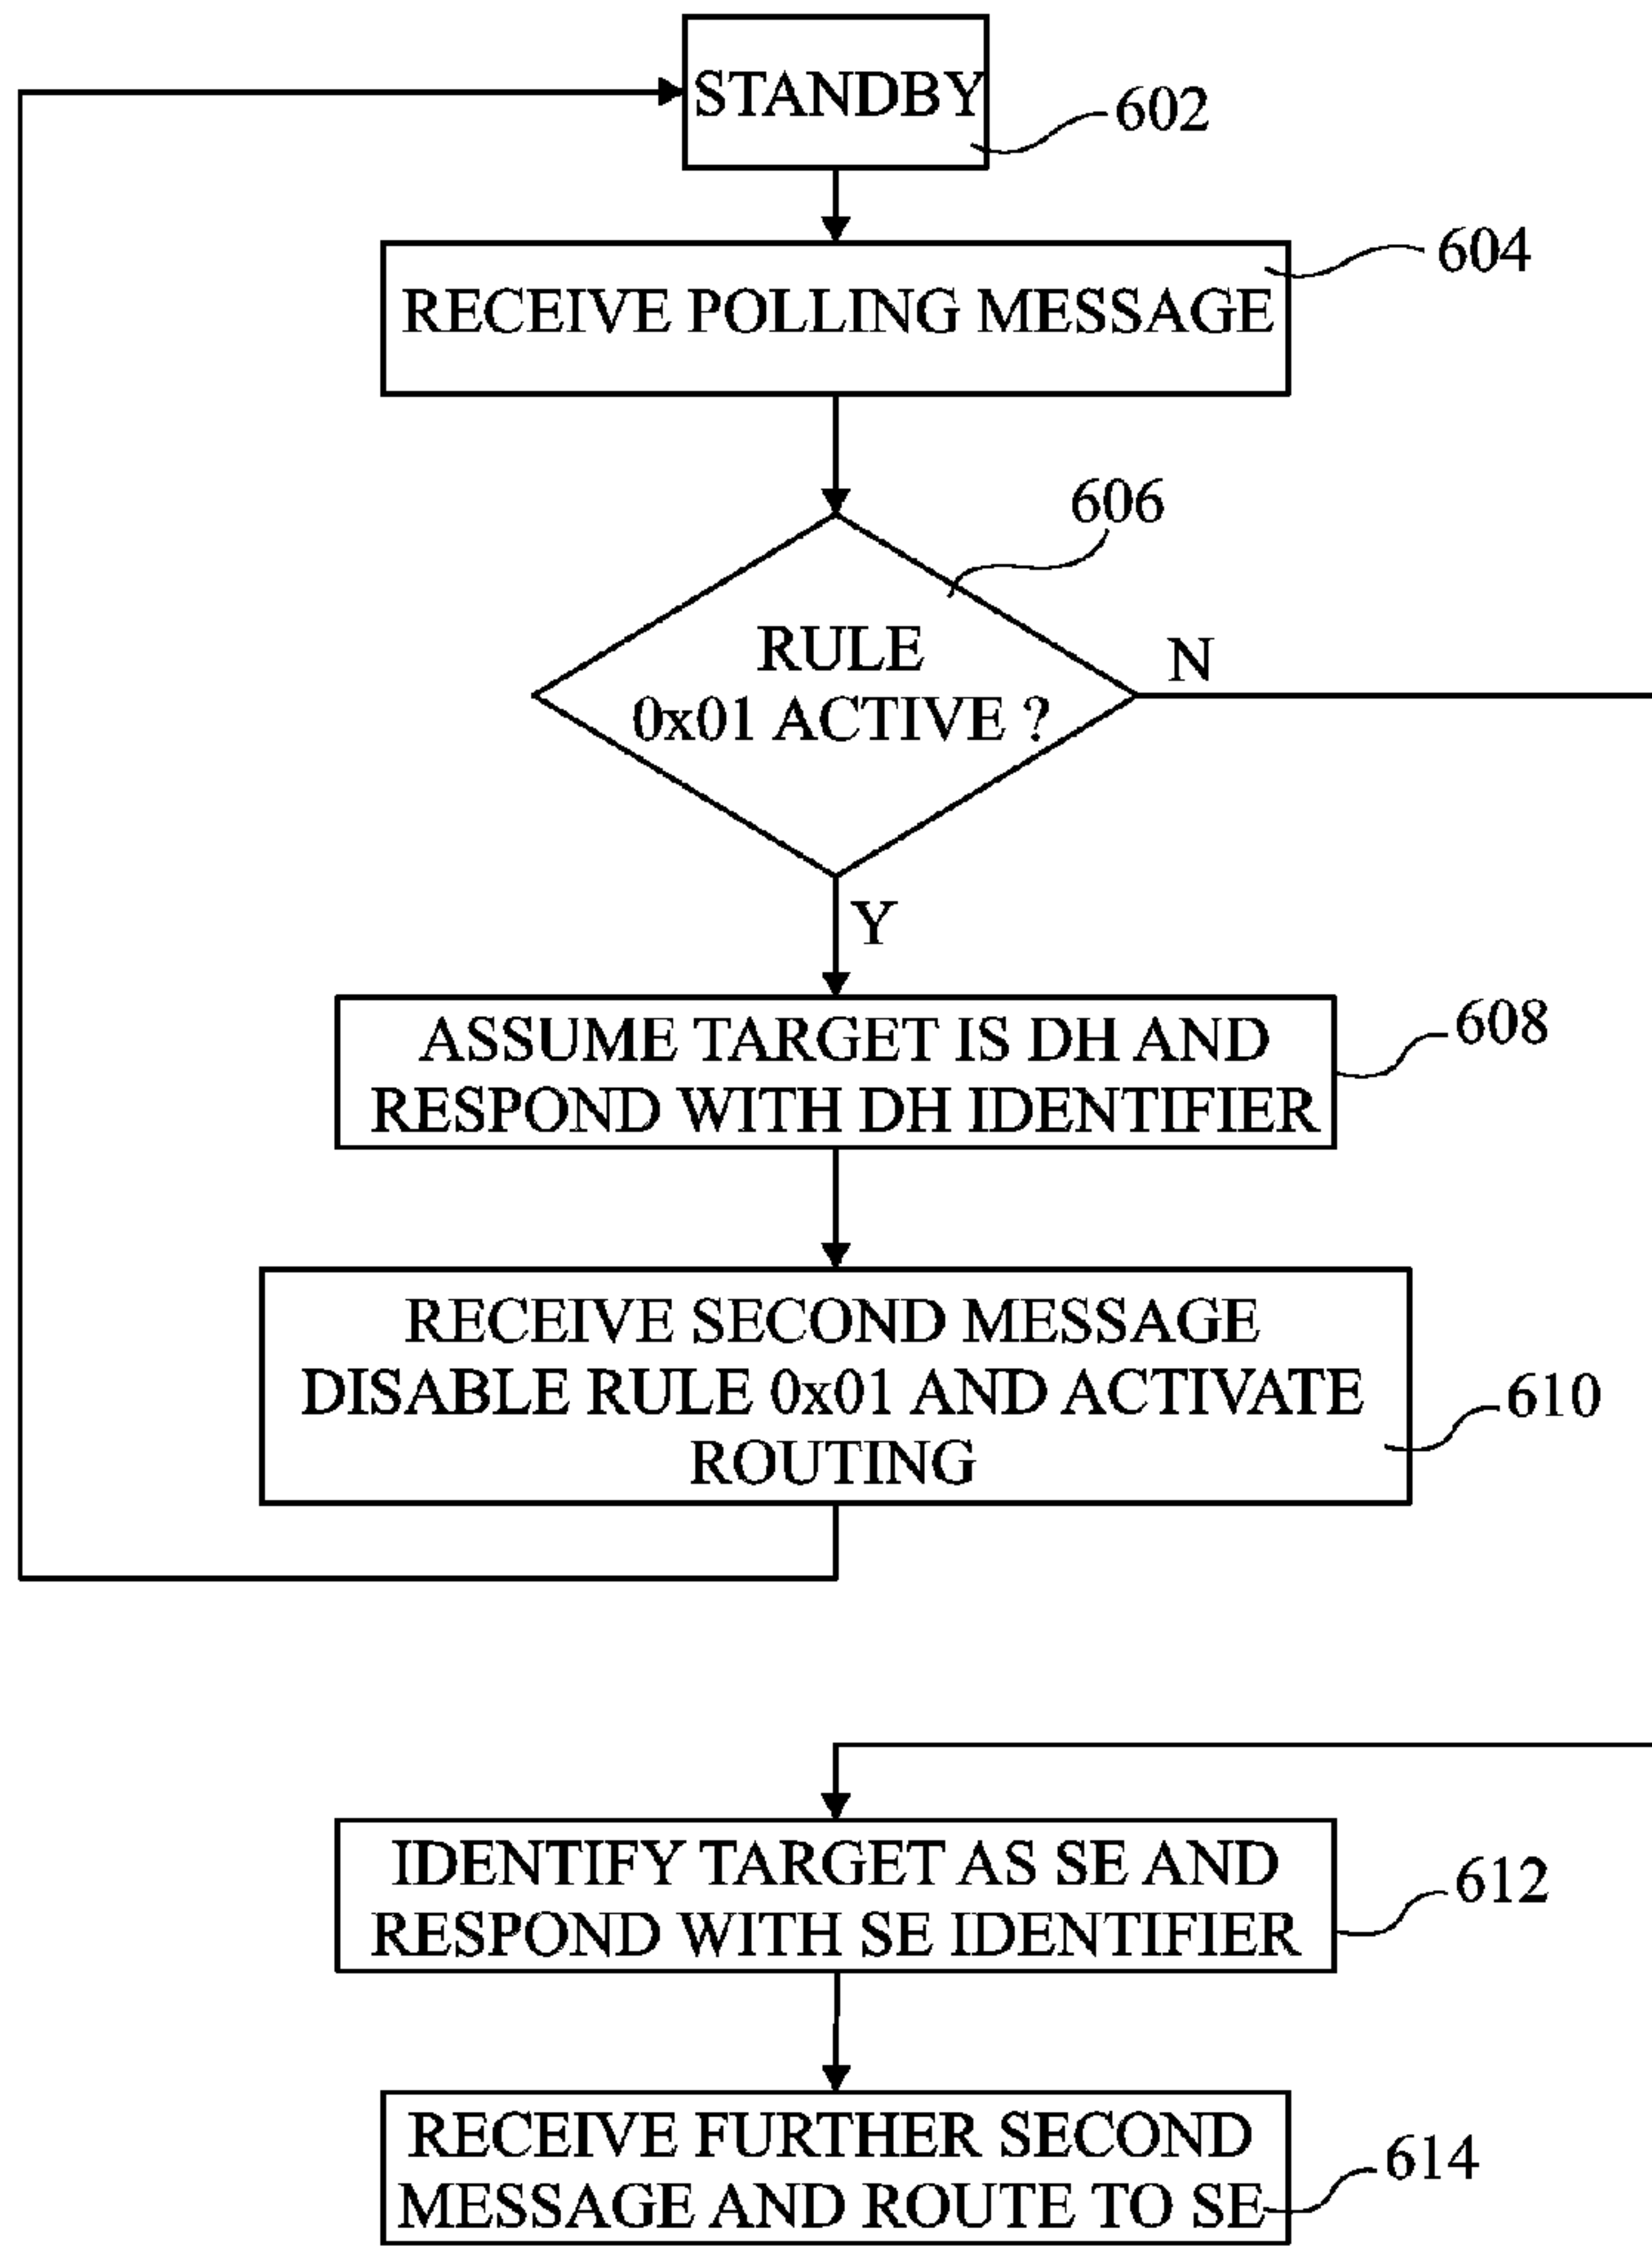 STANDBY
602
604
RECEIVE POLLING MESSAGE
606
RULE
0x01 ACTIVE ?
N
Y
608
ASSUME TARGET IS DH AND
RESPOND WITH DH IDENTIFIER
RECEIVE SECOND MESSAGE
DISABLE RULE 0x01 AND ACTIVATE
ROUTING
610
IDENTIFY TARGET AS SE AND
RESPOND WITH SE IDENTIFIER
612
RECEIVE FURTHER SECOND
MESSAGE AND ROUTE TO SE
614